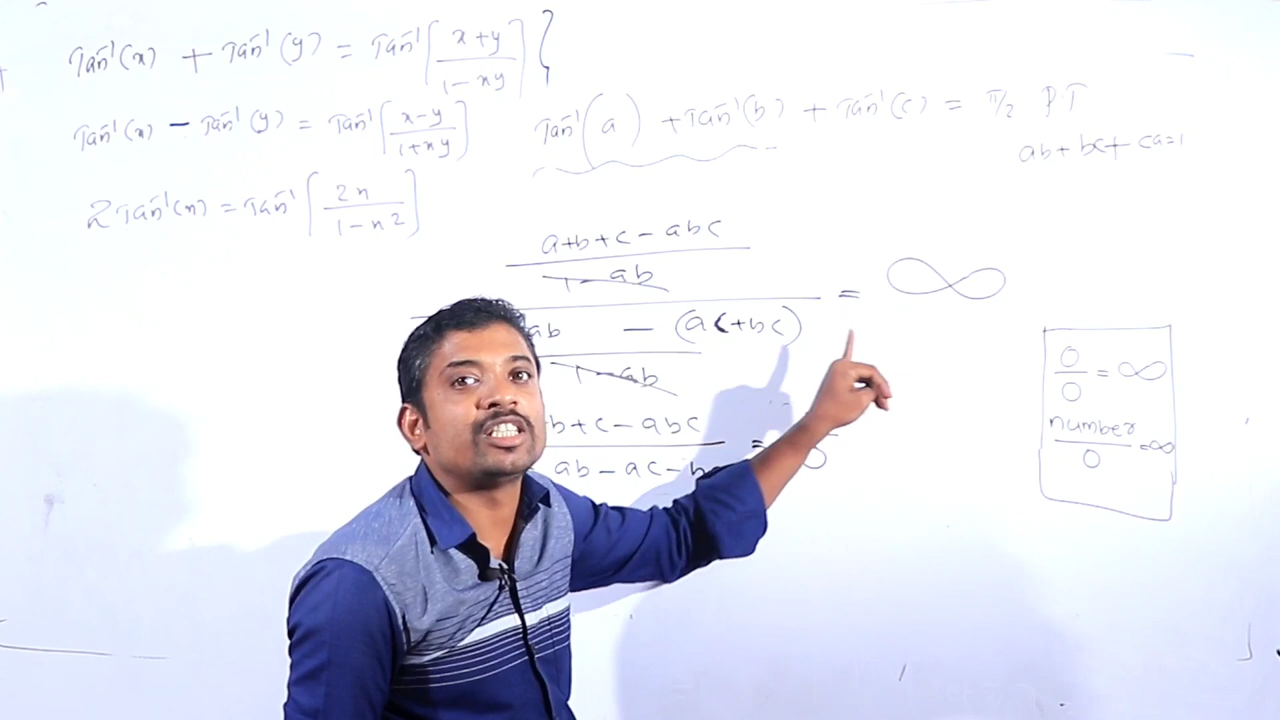 Tan⁻¹(x) + Tan⁻¹(y) = Tan⁻¹[x+y / 1-xy]}
Tan⁻¹(x) - Tan⁻¹(y) = Tan⁻¹[x-y / 1+xy]
2Tan⁻¹(n) = Tan⁻¹[2n / 1-n²]
Tan⁻¹(a) + Tan⁻¹(b) + Tan⁻¹(c) = π/2 PT
ab+bc+ca=1
a+b+c-abc
1-ab
= ∞
ab - (ac+bc)
1-ab
b+c-abc
ab-ac-b
=
0/0 = ∞
number/0 = ∞